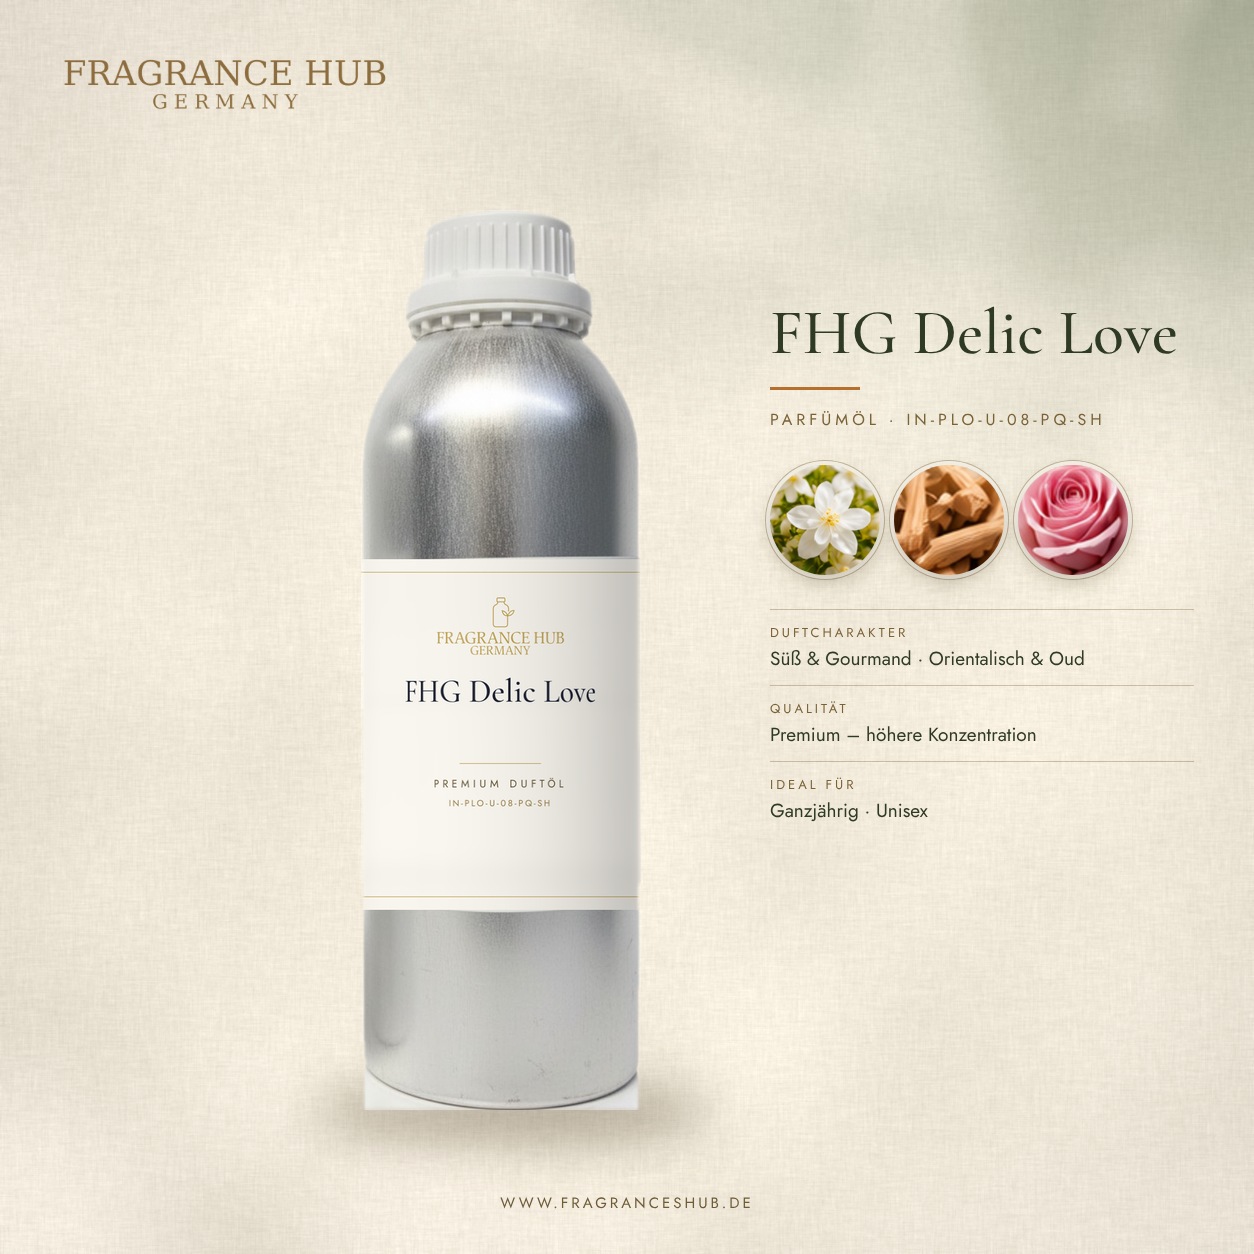 FRAGRANCE HUB
GERMANY
FHG Delic Love
PARFÜMÖL · IN-PLO-U-08-PQ-SH
DUFTCHARAKTER
Süß & Gourmand · Orientalisch & Oud
QUALITÄT
Premium – höhere Konzentration
IDEAL FÜR
Ganzjährig · Unisex
FRAGRANCE HUB
GERMANY
FHG Delic Love
PREMIUM DUFTÖL
IN-PLO-U-08-PQ-SH
WWW.FRAGRANCESHUB.DE